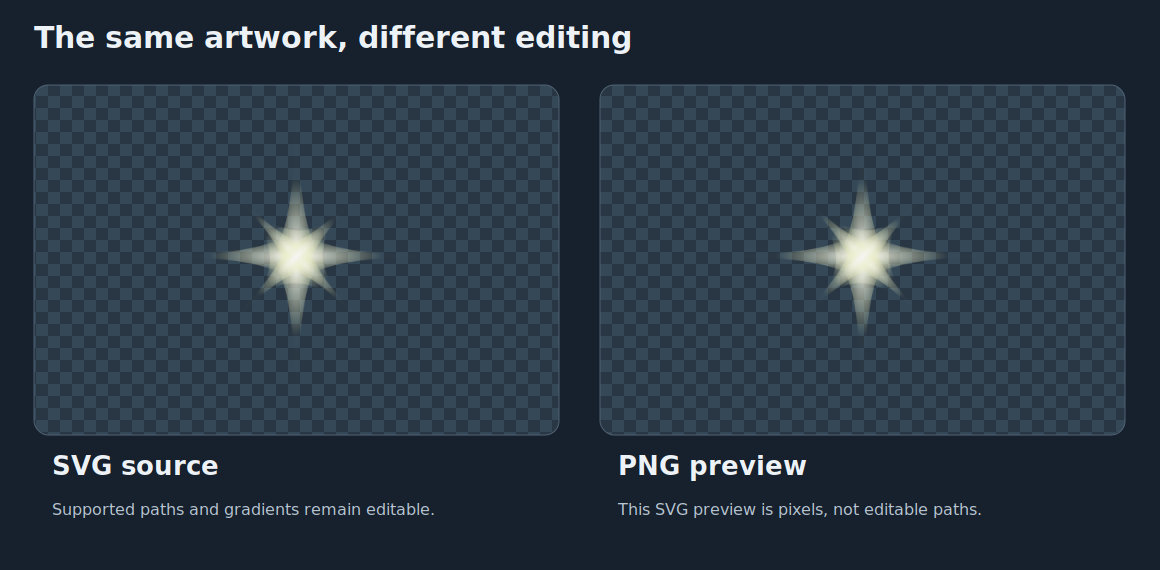 The same artwork, different editing
SVG source
Supported paths and gradients remain editable.
PNG preview
This SVG preview is pixels, not editable paths.